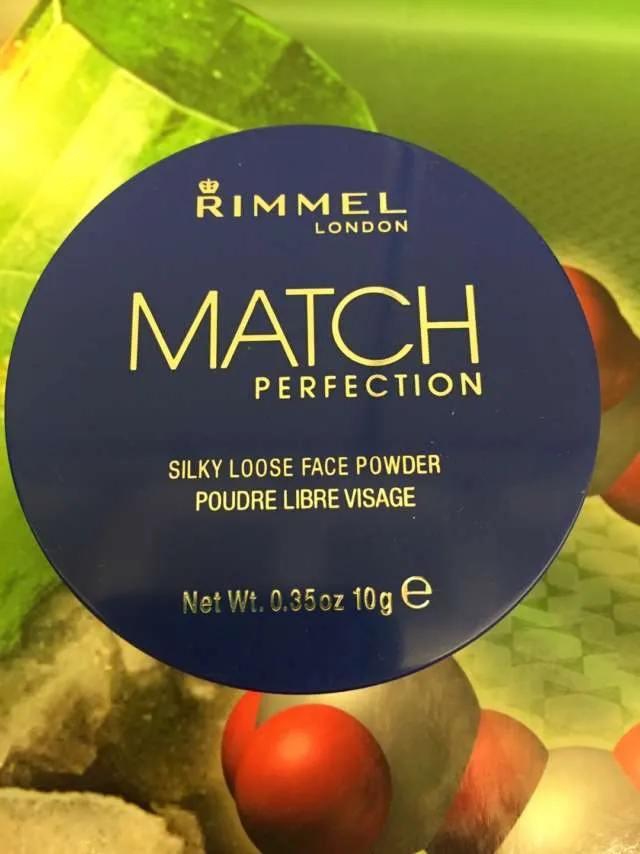 RIMMEL
LONDON
MATCH
PERFECTION
SILKY LOOSE FACE POWDER
POUDRE LIBRE VISAGE
Net Wt. 0.35oz 10g e